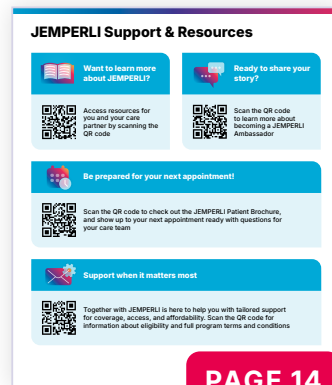 JEMPERLI Support & Resources
Want to learn more
about JEMPERLI?
Access resources for
you and your care
partner by scanning the
QR code
Ready to share your
story?
Scan the QR code
to learn more about
becoming a JEMPERLI
Ambassador
Be prepared for your next appointment!
Scan the QR code to check out the JEMPERLI Patient Brochure,
and show up to your next appointment ready with questions for
your care team
Support when it matters most
Together with JEMPERLI is here to help you with tailored support
for coverage, access, and affordability. Scan the QR code for
information about eligibility and full program terms and conditions
PAGE 14